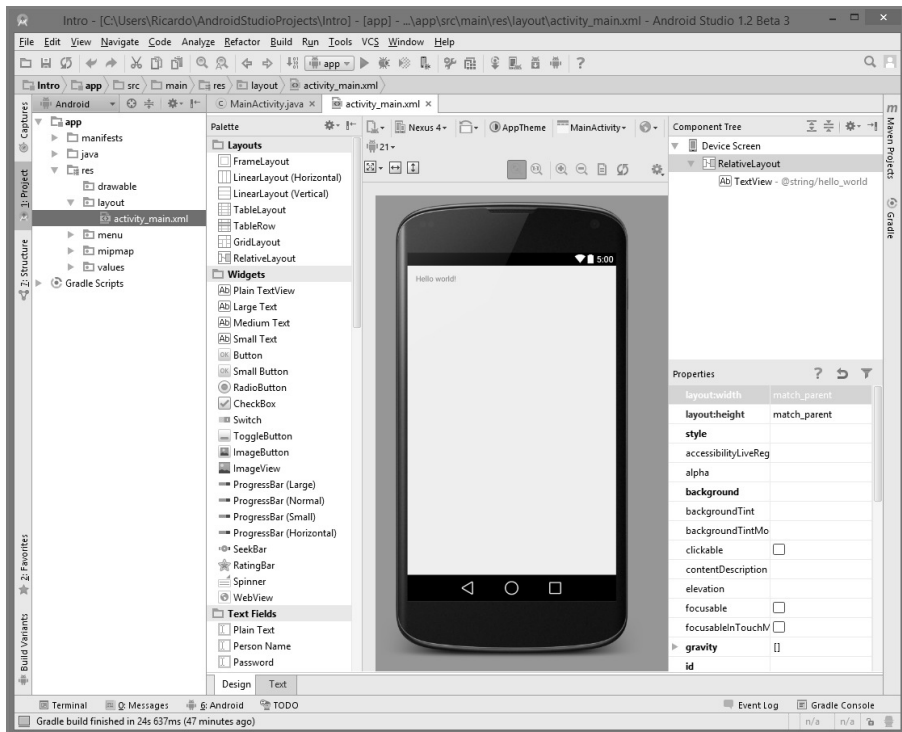 Intro - [C:\Users\Ricardo\AndroidStudioProjects\Intro] - [app] - ...\app\src\main\res\layout\activity_main.xml - Android Studio 1.2 Beta 3
File Edit View Navigate Code Analyze Refactor Build Run Tools VCS Window Help
app
Intro app src main res layout activity_main.xml
Captures
1: Project
Z: Structure
2: Favorites
Build Variants
Android
app
manifests
java
res
drawable
layout
activity_main.xml
menu
mipmap
values
Gradle Scripts
MainActivity.java
activity_main.xml
Palette
Layouts
FrameLayout
LinearLayout (Horizontal)
LinearLayout (Vertical)
TableLayout
TableRow
GridLayout
RelativeLayout
Widgets
Ab Plain TextView
Ab Large Text
Ab Medium Text
Ab Small Text
OK Button
OK Small Button
RadioButton
CheckBox
Switch
ToggleButton
ImageButton
ImageView
ProgressBar (Large)
ProgressBar (Normal)
ProgressBar (Small)
ProgressBar (Horizontal)
SeekBar
RatingBar
Spinner
WebView
Text Fields
Plain Text
Person Name
Password
Design Text
Nexus 4 AppTheme MainActivity
21
5:00
Hello world!
Component Tree
Device Screen
RelativeLayout
Ab TextView - @string/hello_world
Properties
layout:width match_parent
layout:height match_parent
style
accessibilityLiveReg
alpha
background
backgroundTint
backgroundTintMo
clickable
contentDescription
elevation
focusable
focusableInTouchM
gravity []
id
m
Maven Projects
Gradle
Terminal 0: Messages 6: Android TODO Event Log Gradle Console
Gradle build finished in 24s 637ms (47 minutes ago) n/a n/a